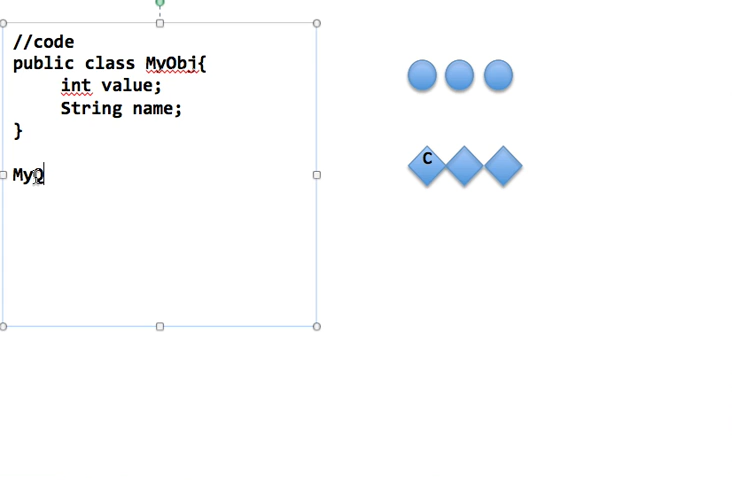 //code
public class MyObj{
int value;
String name;
}
MyO
C